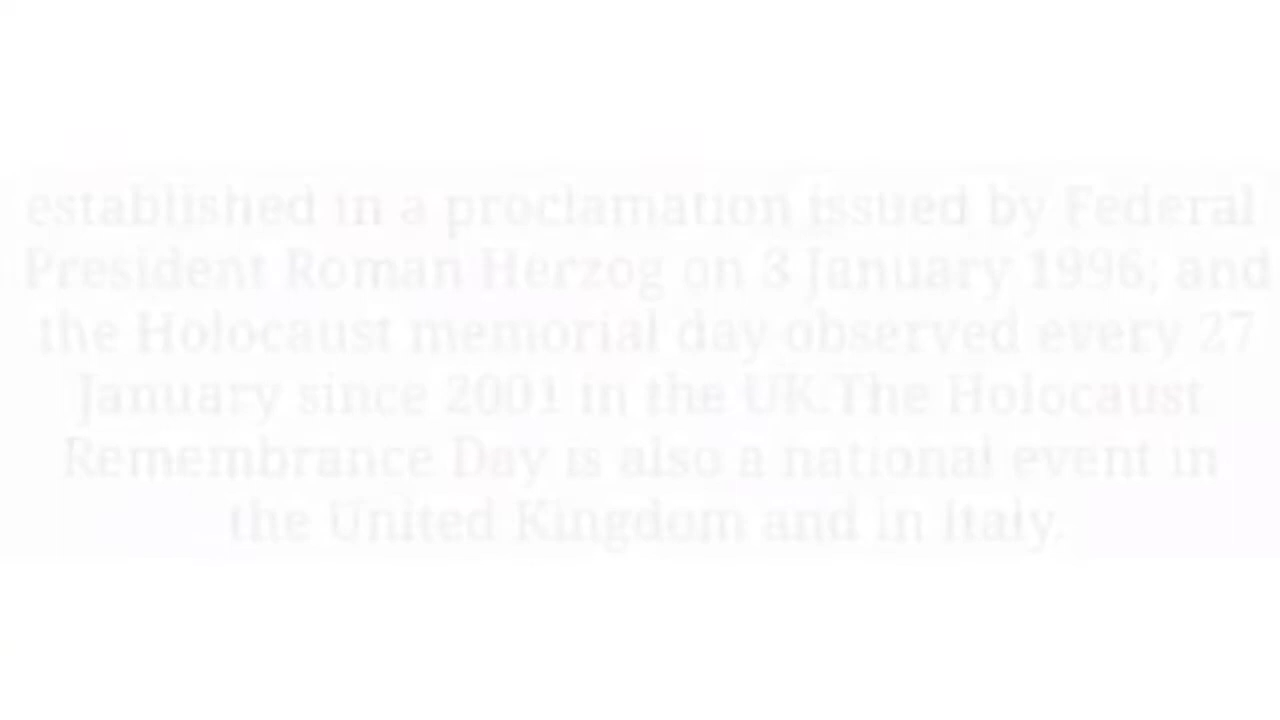 established in a proclamation issued by Federal
President Roman Herzog on 3 January 1996; and
the Holocaust memorial day observed every 27
January since 2001 in the UK.The Holocaust
Remembrance Day is also a national event in
the United Kingdom and in Italy.